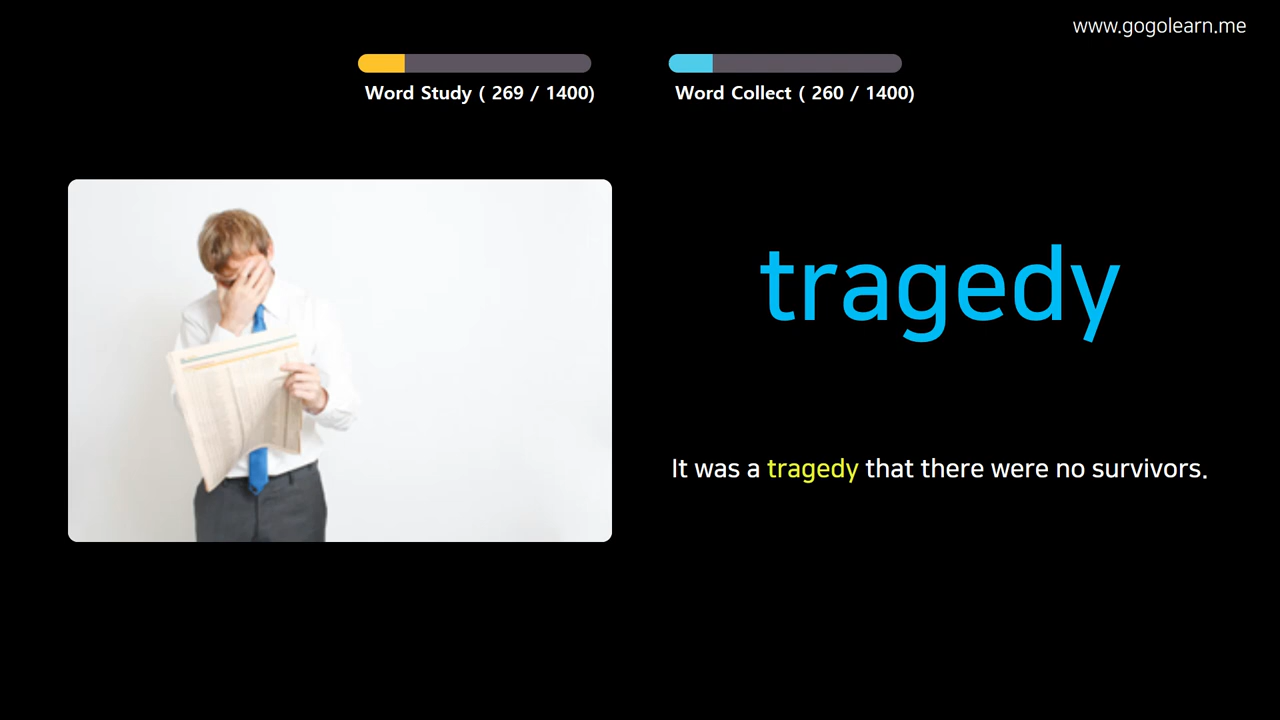 www.gogolearn.me
Word Study ( 269 / 1400)
Word Collect ( 260 / 1400)
tragedy
It was a tragedy that there were no survivors.